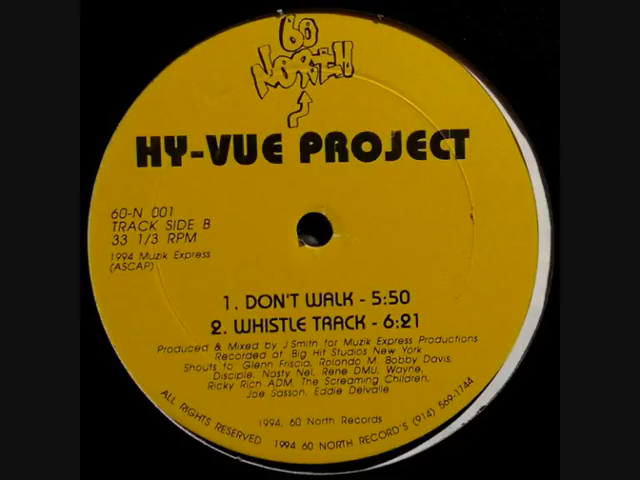 60
NORTH
HY-VUE PROJECT
60-N 001
TRACK SIDE B
33 1/3 RPM
1994 Muzik Express
(ASCAP)
1. DON'T WALK - 5:50
2. WHISTLE TRACK - 6:21
Produced & Mixed by J Smith for Muzik Express Productions
Recorded at Big Hit Studios New York
Shouts to: Glenn Friscia, Rolando M. Bobby Davis,
Disciple, Nasty Nel, Rene DMU, Wayne,
Ricky Rich ADM, The Screaming Children,
Joe Sasson, Eddie Delvalle
1994, 60 North Records
ALL RIGHTS RESERVED 1994 60 NORTH RECORD'S (914) 569-1744